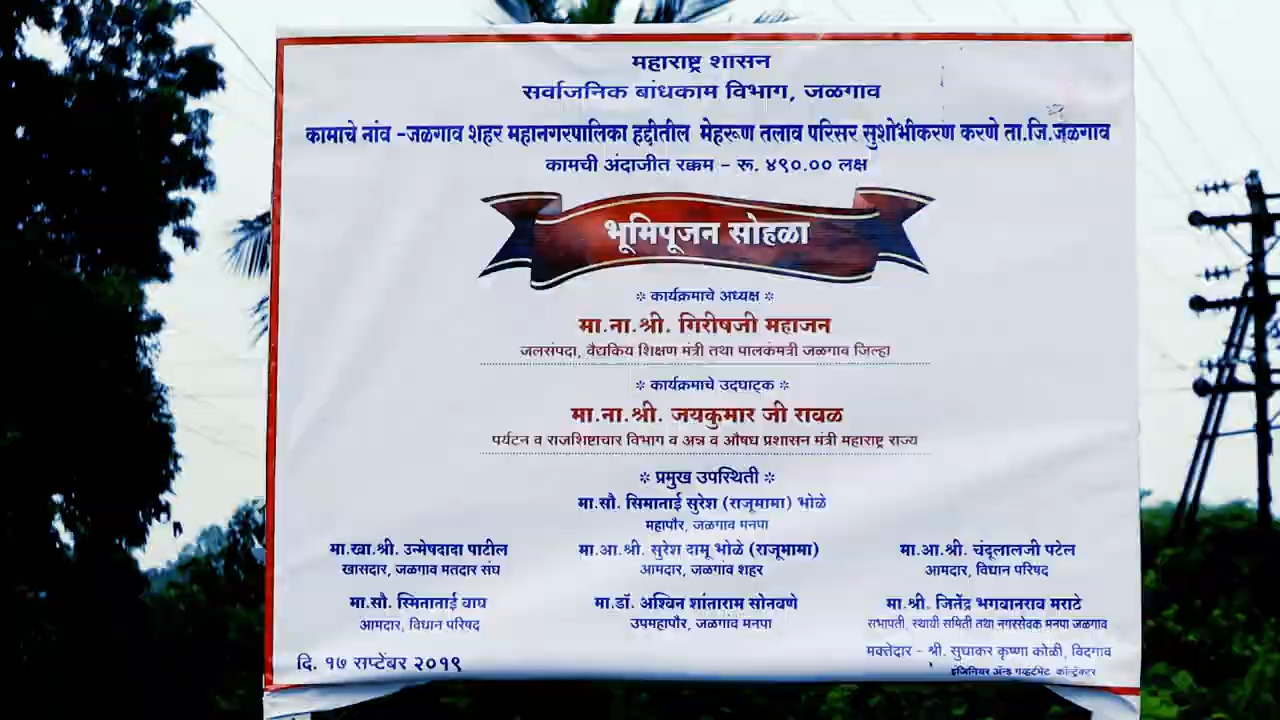 महाराष्ट्र शासन
सर्वाजनिक बांधकाम विभाग, जळगाव
कामाचे नांव -जळगाव शहर महानगरपालिका हद्दीतील मेहरूण तलाव परिसर सुशोभीकरण करणे ता.जि.जळगाव
कामची अंदाजीत रक्कम - रू. ४९०.०० लक्ष
भूमिपूजन सोहळा
कार्यक्रमाचे अध्यक्ष
मा.ना.श्री. गिरीषजी महाजन
जलसंपदा, वैद्यकिय शिक्षण मंत्री तथा पालकमंत्री जळगाव जिल्हा
कार्यक्रमाचे उदघाट्क
मा.ना.श्री. जयकुमार जी रावळ
पर्यटन व राजशिष्टाचार विभाग व अन्न व औषध प्रशासन मंत्री महाराष्ट्र राज्य
प्रमुख उपस्थिती
मा.सौ. सिमाताई सुरेश (राजूमामा) भोळे
महापौर, जळगाव मनपा
मा.खा.श्री. उन्मेषदादा पाटील मा.आ.श्री. सुरेश दामू भोळे (राजूमामा) मा.आ.श्री. चंदूलालजी पटेल
खासदार, जळगाव मतदार संघ आमदार, जळगांव शहर आमदार, विधान परिषद
मा.सौ. स्मिताताई वाघ मा.डॉ. अश्विन शांताराम सोनवणे मा.श्री. जितेंद्र भगवानराव मराठे
आमदार, विधान परिषद उपमहापौर, जळगांव मनपा सभापती, स्थायी समिती तथा नगरसेवक मनपा जळगाव
मक्तेदार - श्री. सुधाकर कृष्णा कोळी, विदगाव
दि. १७ सप्टेंबर २०१९ इंजिनियर ॲन्ड गव्हर्टमेंट कॉन्ट्रॅक्टर